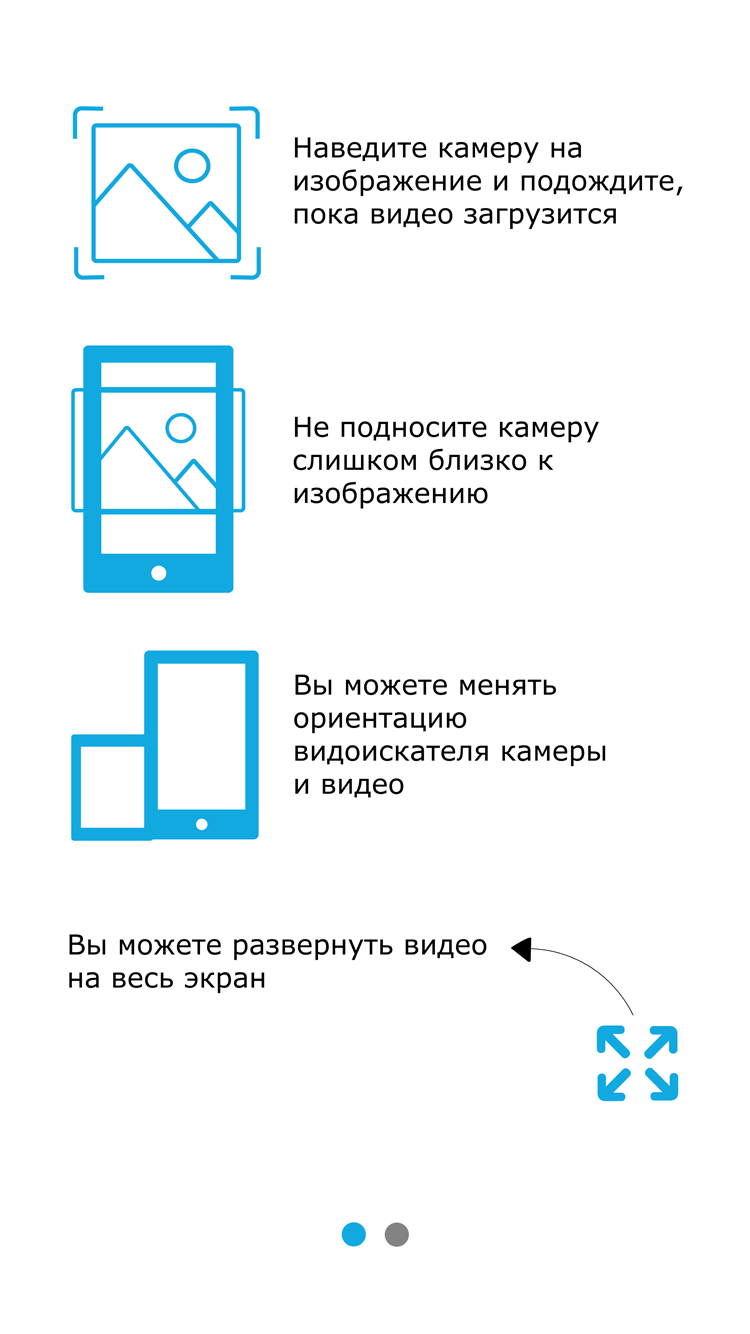 Наведите камеру на
изображение и подождите,
пока видео загрузится
Не подносите камеру
слишком близко к
изображению
Вы можете менять
ориентацию
видоискателя камеры
и видео
Вы можете развернуть видео
на весь экран